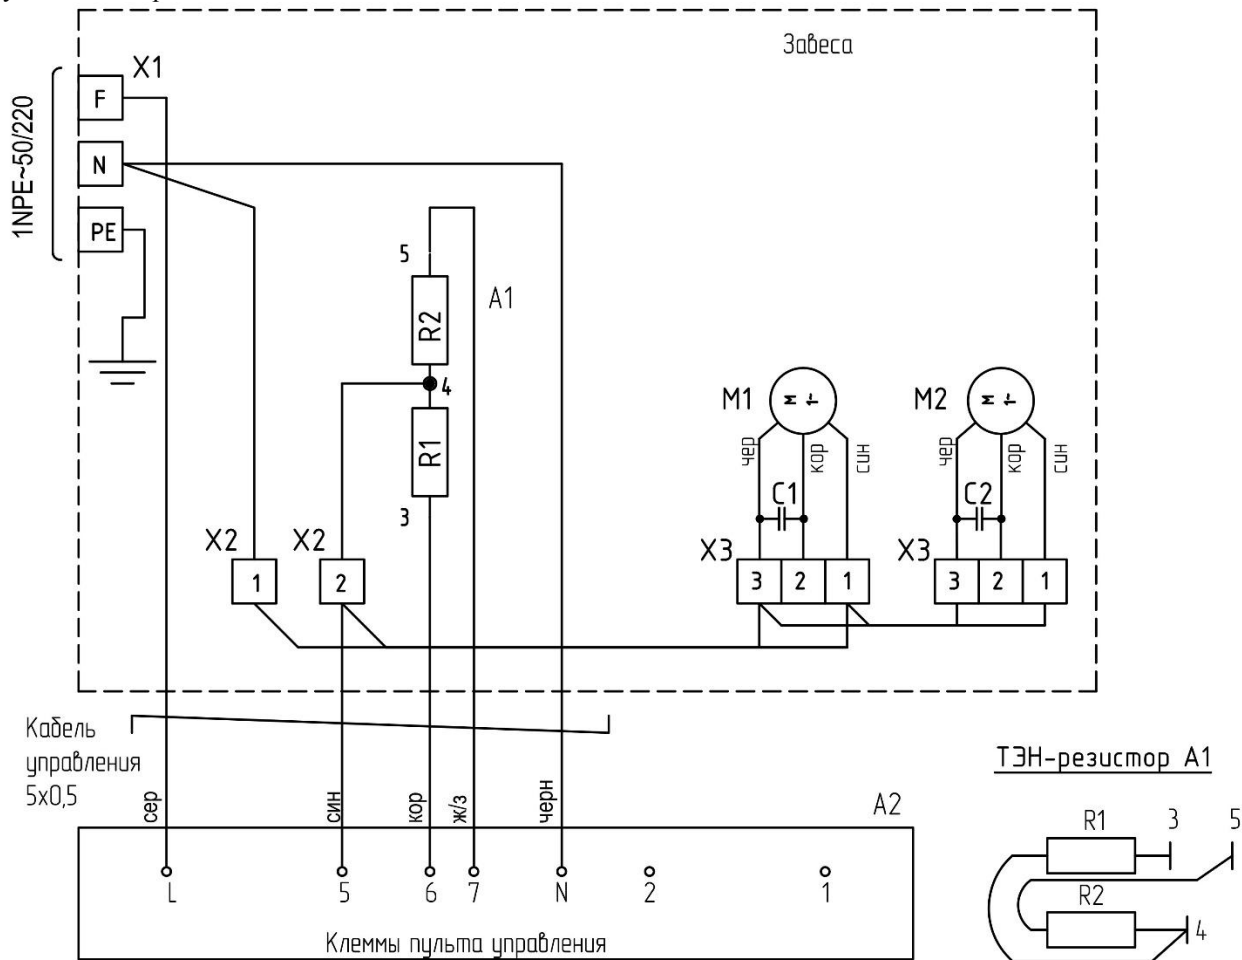 Завеса
X1
F
N
PE
1NPE~50/220
5
R2
A1
4
R1
3
M1
M2
чер
кор
син
чер
кор
син
C1
C2
X2
X2
X3
X3
1
2
3 2 1
3 2 1
Кабель
управления
5x0,5
сер
син
кор
ж/з
черн
A2
L 5 6 7 N 2 1
Клеммы пульта управления
ТЭН-резистор A1
R1
3
5
R2
4